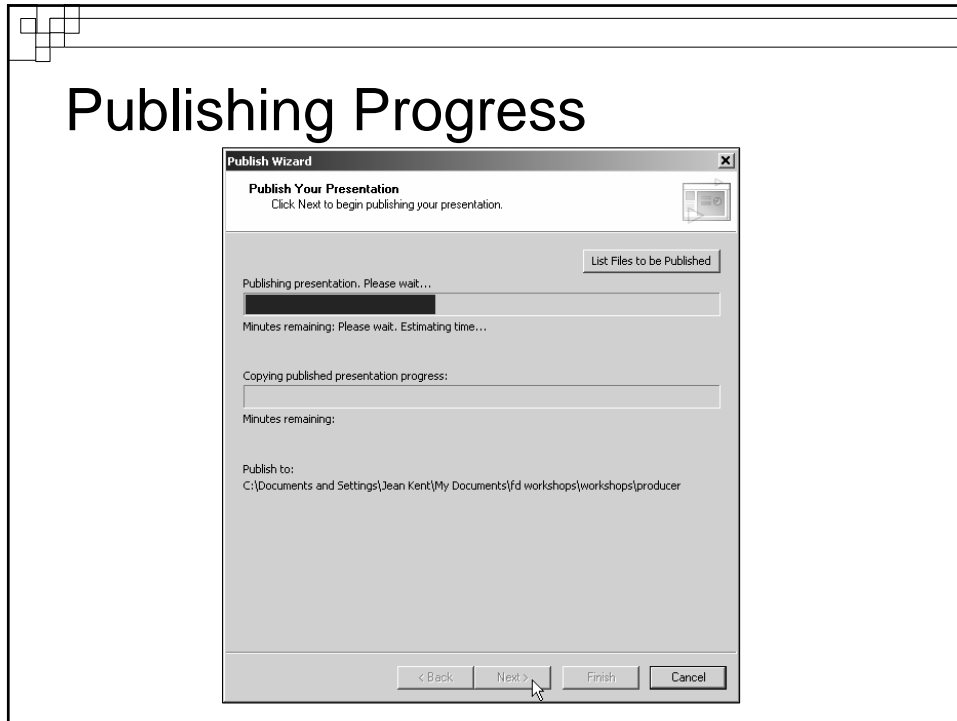 Publishing Progress
Publish Wizard
Publish Your Presentation
Click Next to begin publishing your presentation.
List Files to be Published
Publishing presentation. Please wait...
Minutes remaining: Please wait. Estimating time...
Copying published presentation progress:
Minutes remaining:
Publish to:
C:\Documents and Settings\Jean Kent\My Documents\fd workshops\workshops\producer
< Back Next > Finish Cancel